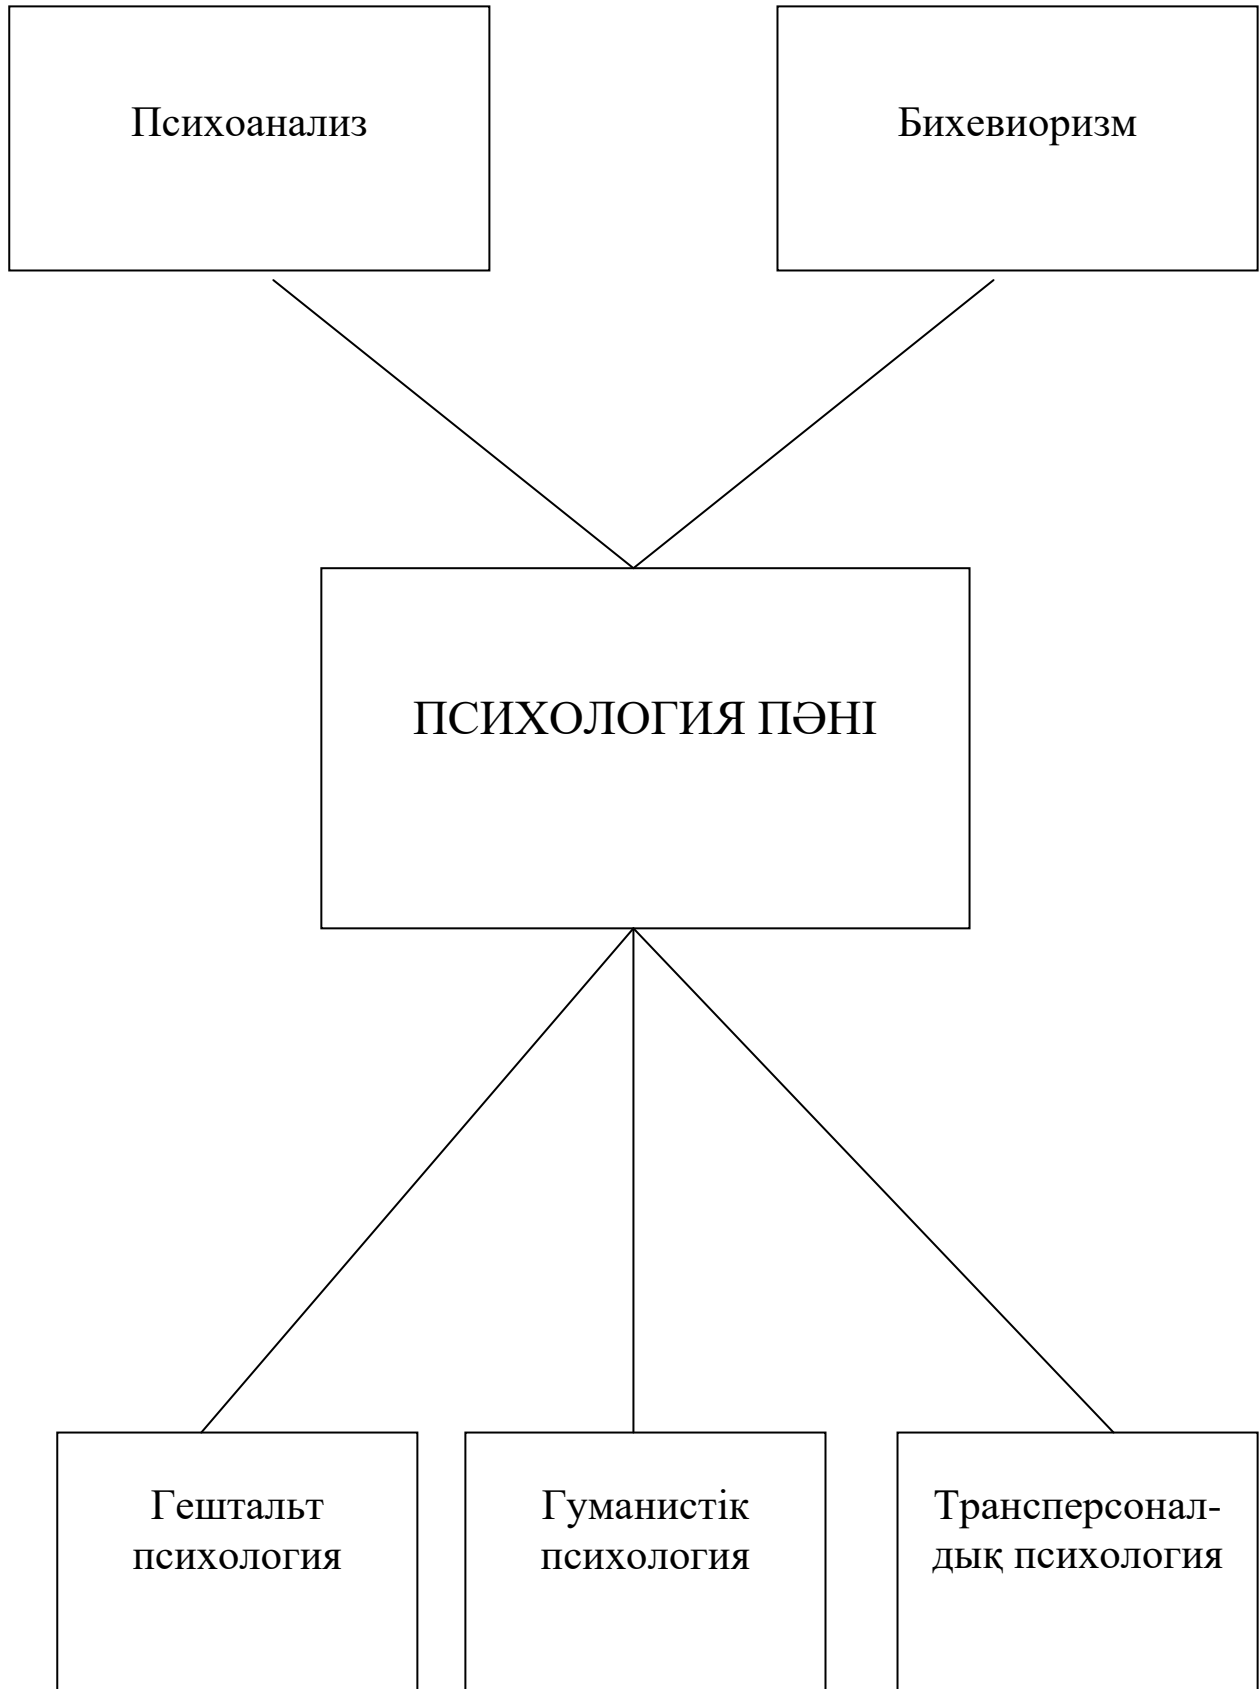 Психоанализ
Бихевиоризм
ПСИХОЛОГИЯ ПӘНІ
Гештальт
психология
Гуманистік
психология
Трансперсонал-
дық психология